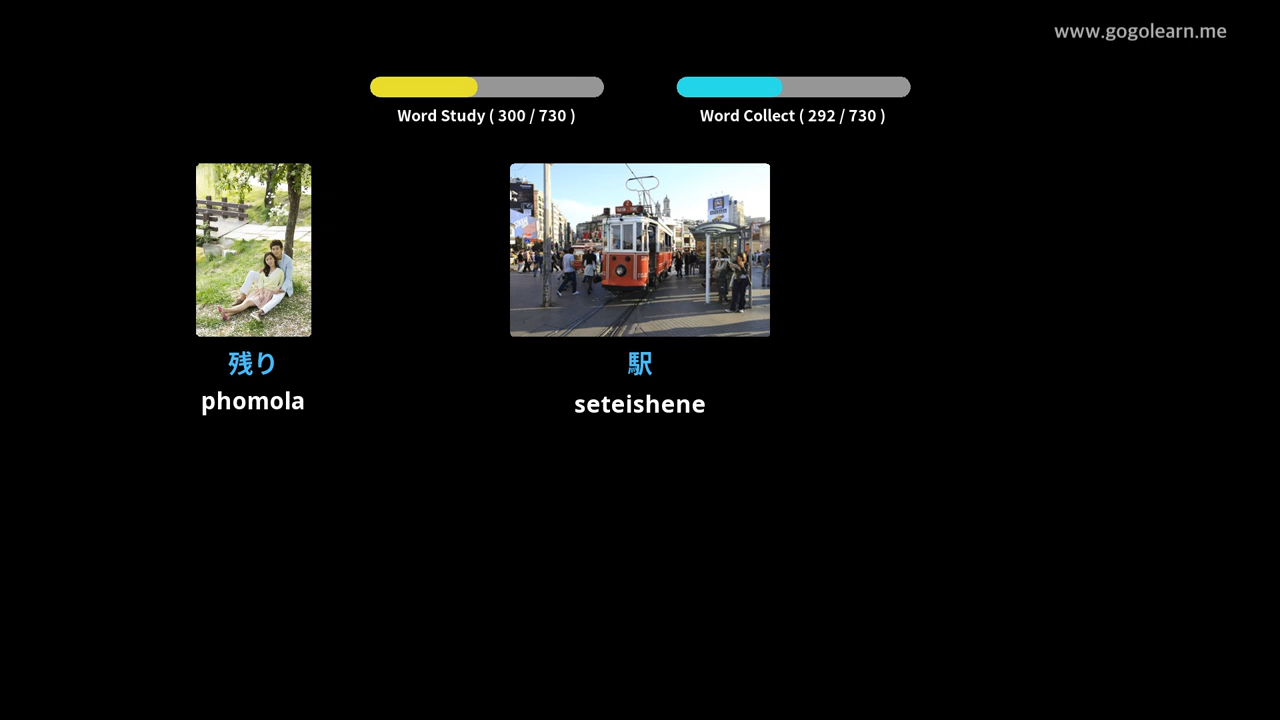 www.gogolearn.me
Word Study ( 300 / 730 )
Word Collect ( 292 / 730 )
残り
phomola
駅
seteishene